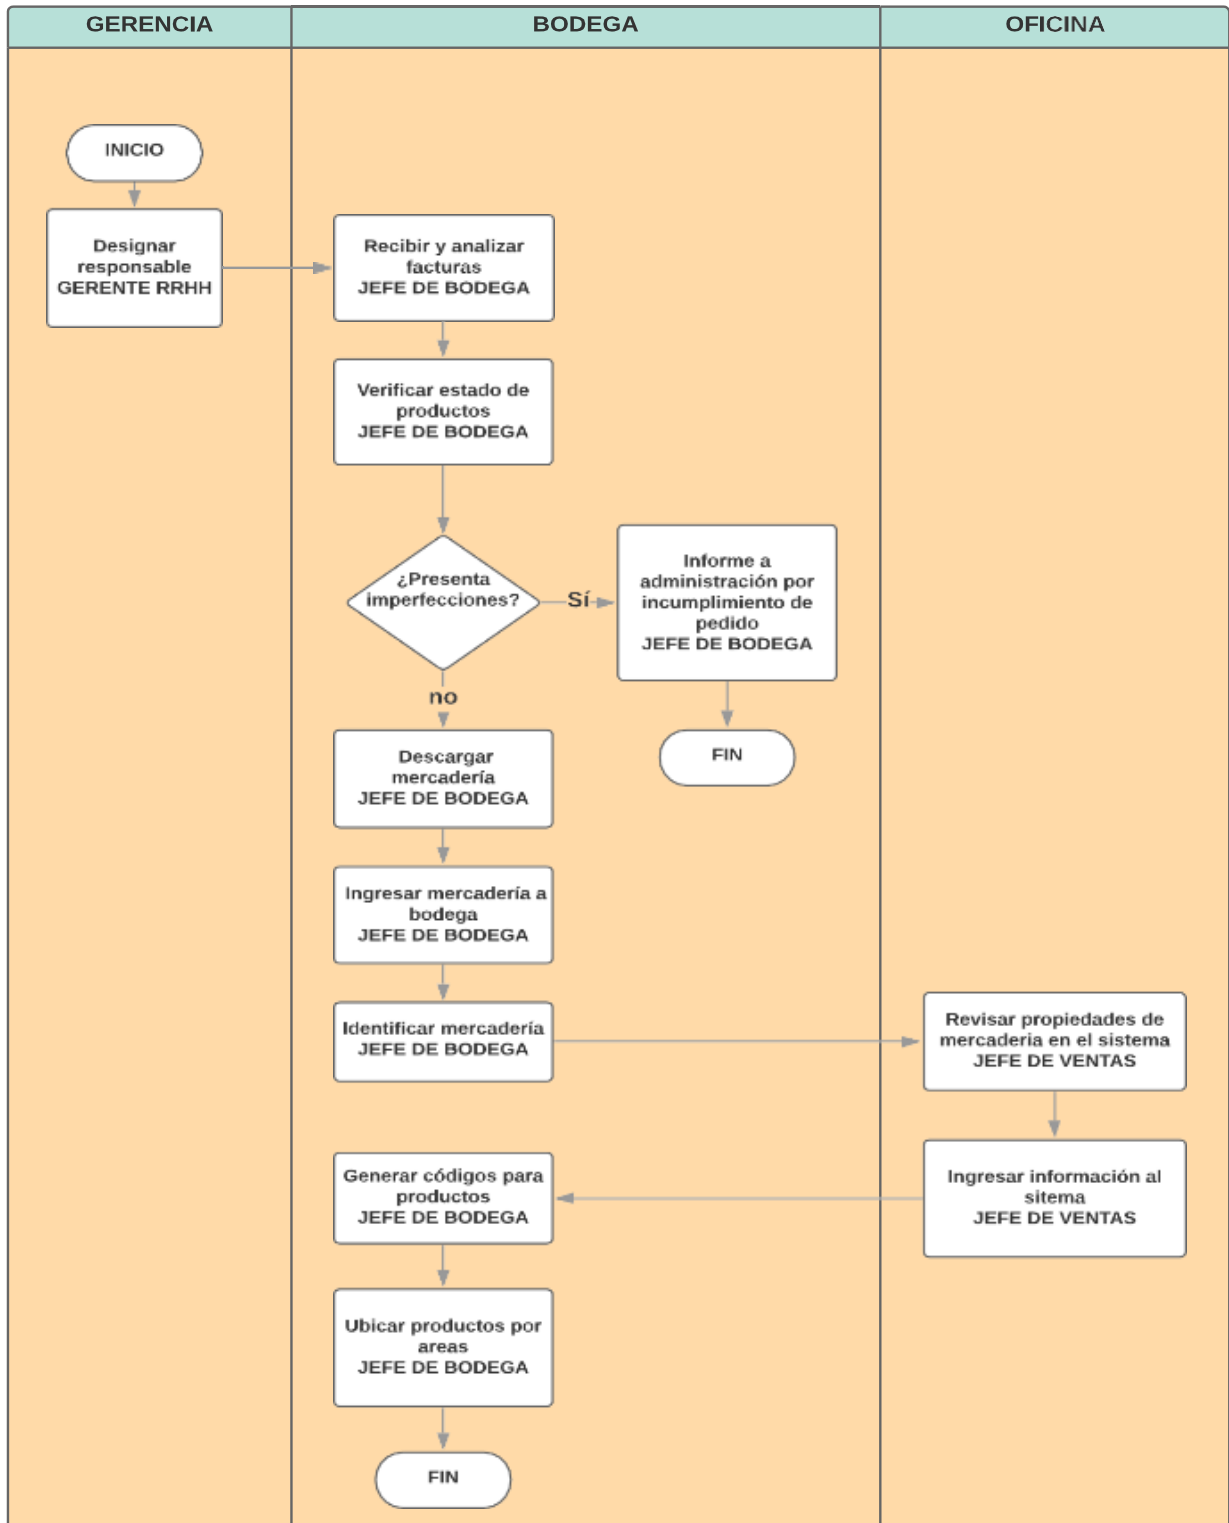 GERENCIA
BODEGA
OFICINA
INICIO
Designar
responsable
GERENTE RRHH
Recibir y analizar
facturas
JEFE DE BODEGA
Verificar estado de
productos
JEFE DE BODEGA
¿Presenta
imperfecciones?
Sí
Informe a
administración por
incumplimiento de
pedido
JEFE DE BODEGA
no
FIN
Descargar
mercadería
JEFE DE BODEGA
Ingresar mercadería a
bodega
JEFE DE BODEGA
Identificar mercadería
JEFE DE BODEGA
Revisar propiedades de
mercaderia en el sistema
JEFE DE VENTAS
Ingresar información al
sitema
JEFE DE VENTAS
Generar códigos para
productos
JEFE DE BODEGA
Ubicar productos por
areas
JEFE DE BODEGA
FIN